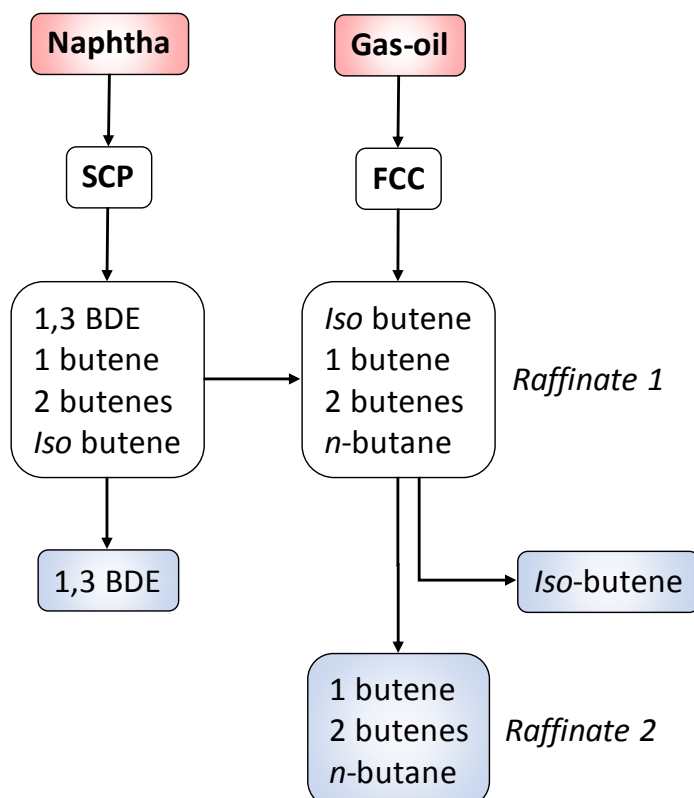 Naphtha
Gas-oil
SCP
FCC
1,3 BDE
1 butene
2 butenes
Iso butene
Iso butene
1 butene
2 butenes
n-butane
Raffinate 1
1,3 BDE
Iso-butene
1 butene
2 butenes
n-butane
Raffinate 2